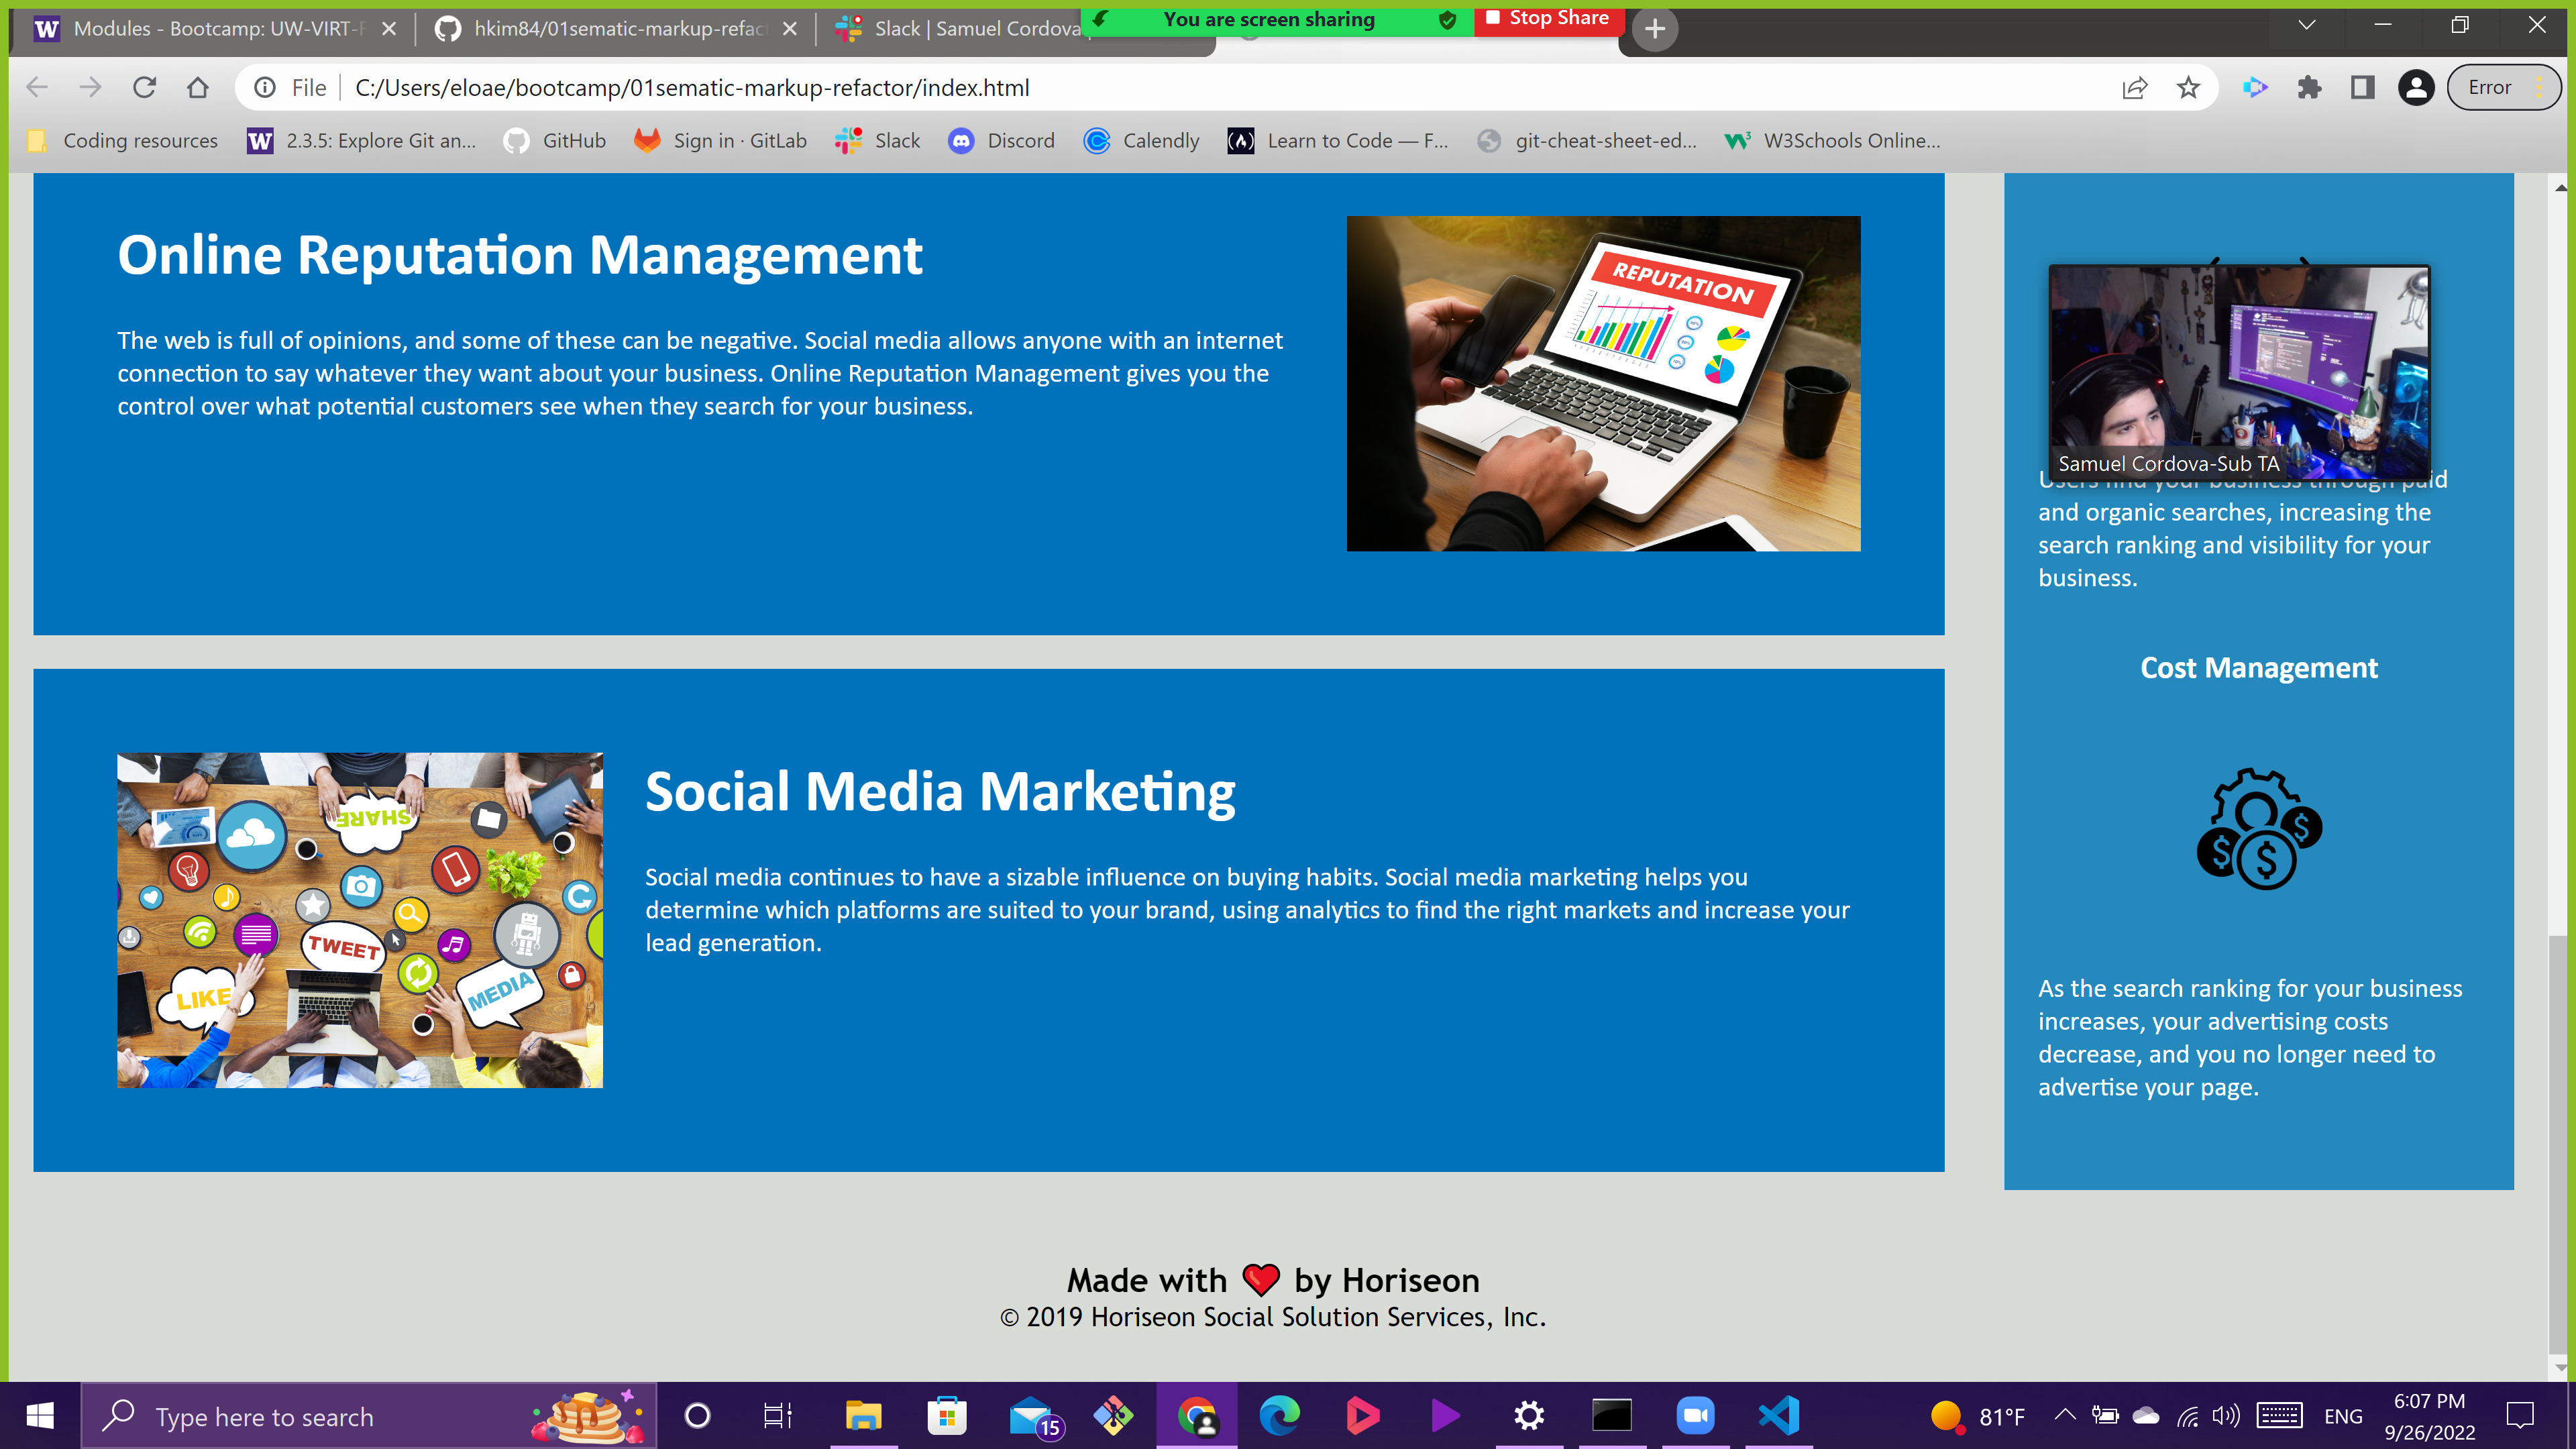 Modules - Bootcamp: UW-VIRT-F
hkim84/01sematic-markup-refac
Slack | Samuel Cordova
You are screen sharing
Stop Share
File
C:/Users/eloae/bootcamp/01sematic-markup-refactor/index.html
Error
Coding resources
2.3.5: Explore Git an...
GitHub
Sign in · GitLab
Slack
Discord
Calendly
Learn to Code — F...
git-cheat-sheet-ed...
W3Schools Online...
Online Reputation Management
The web is full of opinions, and some of these can be negative. Social media allows anyone with an internet
connection to say whatever they want about your business. Online Reputation Management gives you the
control over what potential customers see when they search for your business.
REPUTATION
Samuel Cordova-Sub TA
Users find your business through paid
and organic searches, increasing the
search ranking and visibility for your
business.
Cost Management
As the search ranking for your business
increases, your advertising costs
decrease, and you no longer need to
advertise your page.
SHARE
TWEET
LIKE
MEDIA
Social Media Marketing
Social media continues to have a sizable influence on buying habits. Social media marketing helps you
determine which platforms are suited to your brand, using analytics to find the right markets and increase your
lead generation.
Made with ❤️ by Horiseon
© 2019 Horiseon Social Solution Services, Inc.
Type here to search
15
81°F
ENG
6:07 PM
9/26/2022